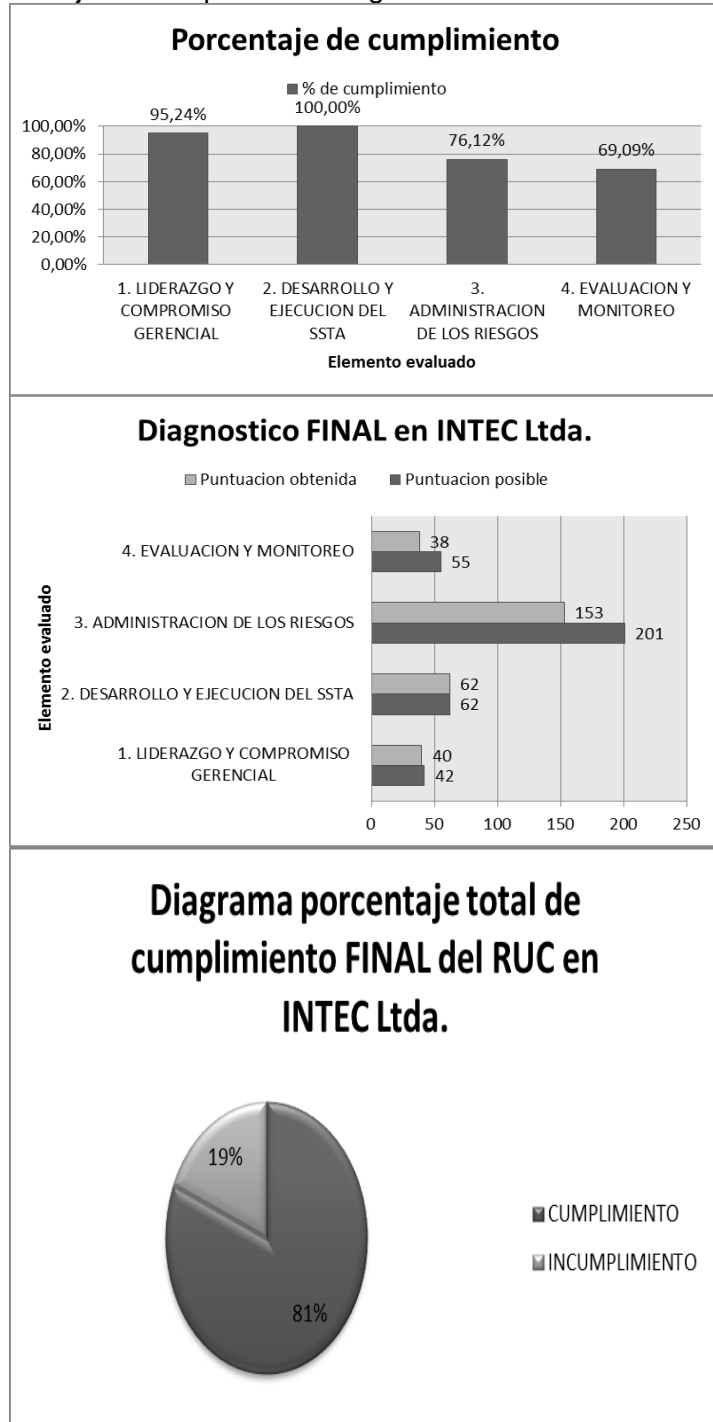 Porcentaje de cumplimiento
% de cumplimiento
95,24%
100,00%
76,12%
69,09%
100,00%
80,00%
60,00%
40,00%
20,00%
0,00%
1. LIDERAZGO Y
COMPROMISO
GERENCIAL
2. DESARROLLO Y
EJECUCION DEL
SSTA
3.
ADMINISTRACION
DE LOS RIESGOS
4. EVALUACION Y
MONITOREO
Elemento evaluado
Diagnostico FINAL en INTEC Ltda.
Puntuacion obtenida Puntuacion posible
Elemento evaluado
4. EVALUACION Y MONITOREO
38
55
3. ADMINISTRACION DE LOS RIESGOS
153
201
2. DESARROLLO Y EJECUCION DEL SSTA
62
62
1. LIDERAZGO Y COMPROMISO
GERENCIAL
40
42
0 50 100 150 200 250
Diagrama porcentaje total de
cumplimiento FINAL del RUC en
INTEC Ltda.
19%
81%
CUMPLIMIENTO
INCUMPLIMIENTO